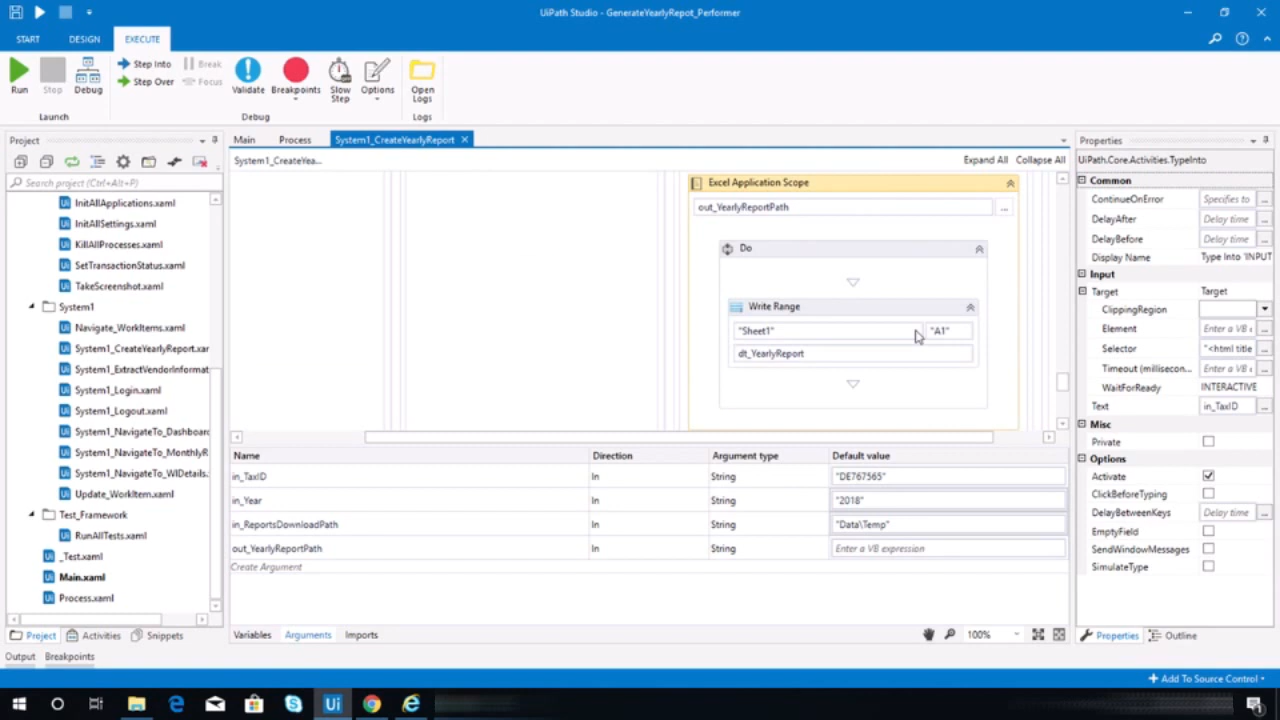 UiPath Studio - GenerateYearlyRepot_Performer
START DESIGN EXECUTE
Step Into Break
Step Over Focus
Run Stop Debug Validate Breakpoints Slow Step Options Open Logs
Launch Debug Logs
Project
Main Process System1_CreateYearlyReport
Properties
System1_CreateYea... Expand All Collapse All
UiPath.Core.Activities.TypeInto
Search project (Ctrl+Alt+P)
InitAllApplications.xaml
InitAllSettings.xaml
KillAllProcesses.xaml
SetTransactionStatus.xaml
TakeScreenshot.xaml
System1
Navigate_WorkItems.xaml
System1_CreateYearlyReport.xar
System1_ExtractVendorInformat
System1_Login.xaml
System1_Logout.xaml
System1_NavigateTo_Dashboard
System1_NavigateTo_MonthlyR
System1_NavigateTo_WIDetails.
Update_WorkItem.xaml
Test_Framework
RunAllTests.xaml
_Test.xaml
Main.xaml
Process.xaml
Excel Application Scope
out_YearlyReportPath ...
Do
Write Range
"Sheet1" "A1"
dt_YearlyReport
Name Direction Argument type Default value
in_TaxID In String "DE767565"
in_Year In String "2018"
in_ReportsDownloadPath In String "Data\Temp"
out_YearlyReportPath In String Enter a VB expression
Create Argument
Variables Arguments Imports 100%
Common
ContinueOnError Specifies to ...
DelayAfter Delay time ...
DelayBefore Delay time ...
Display Name Type Into 'INPUT
Input
Target Target
ClippingRegion
Element Enter a VB ...
Selector "<html title ...
Timeout (millisecon... Enter a VB ...
WaitForReady INTERACTIVE
Text in_TaxID ...
Misc
Private
Options
Activate
ClickBeforeTyping
DelayBetweenKeys Delay time ...
EmptyField
SendWindowMessages
SimulateType
Project Activities Snippets
Properties Outline
Output Breakpoints
Add To Source Control